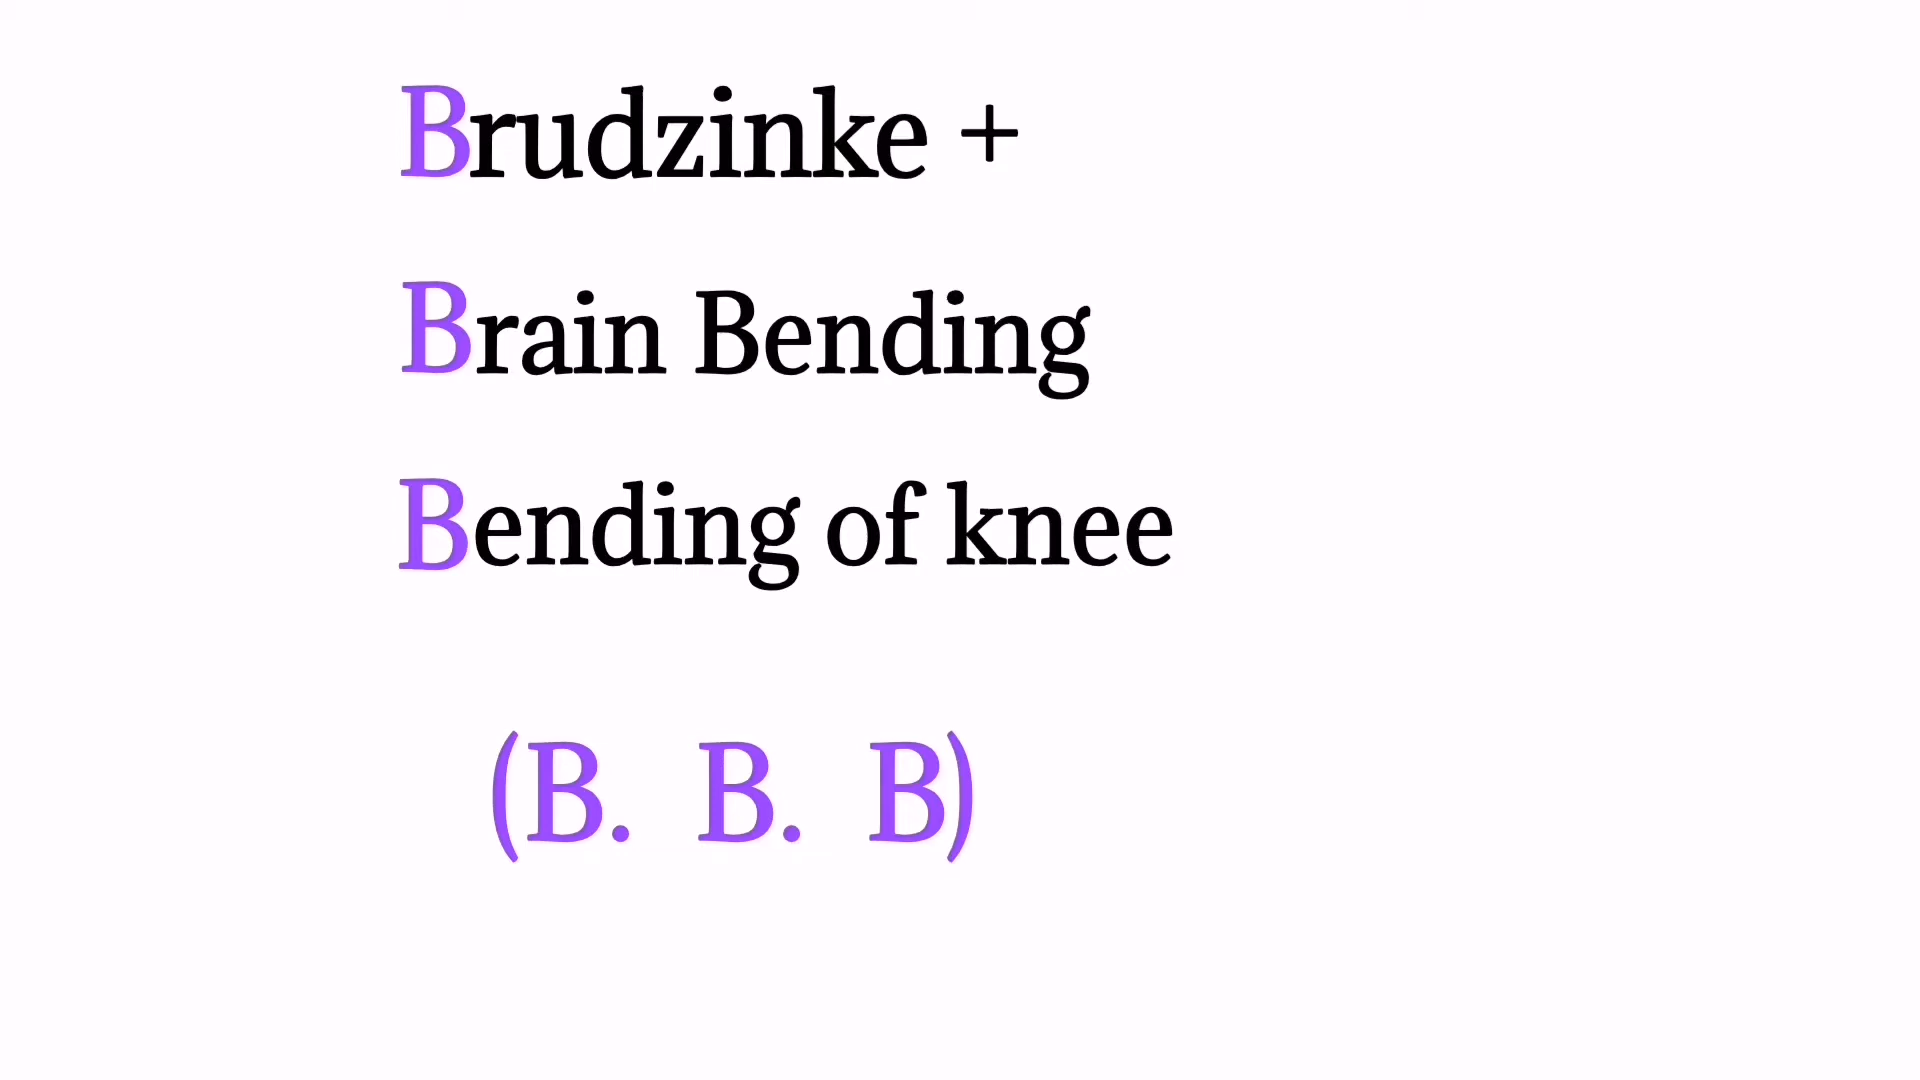 Brudzinke +
Brain Bending
Bending of knee
(B. B. B)